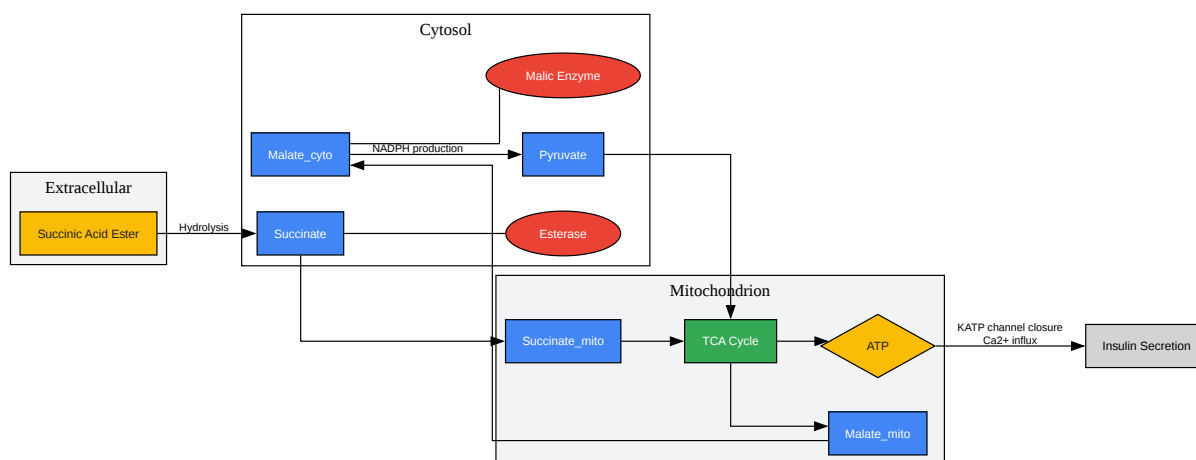 Cytosol
Malic Enzyme
Malate_cyto
NADPH production
Pyruvate
Extracellular
Succinic Acid Ester
Hydrolysis
Succinate
Esterase
Mitochondrion
Succinate_mito
TCA Cycle
ATP
KATP channel closure
Ca2+ influx
Insulin Secretion
Malate_mito